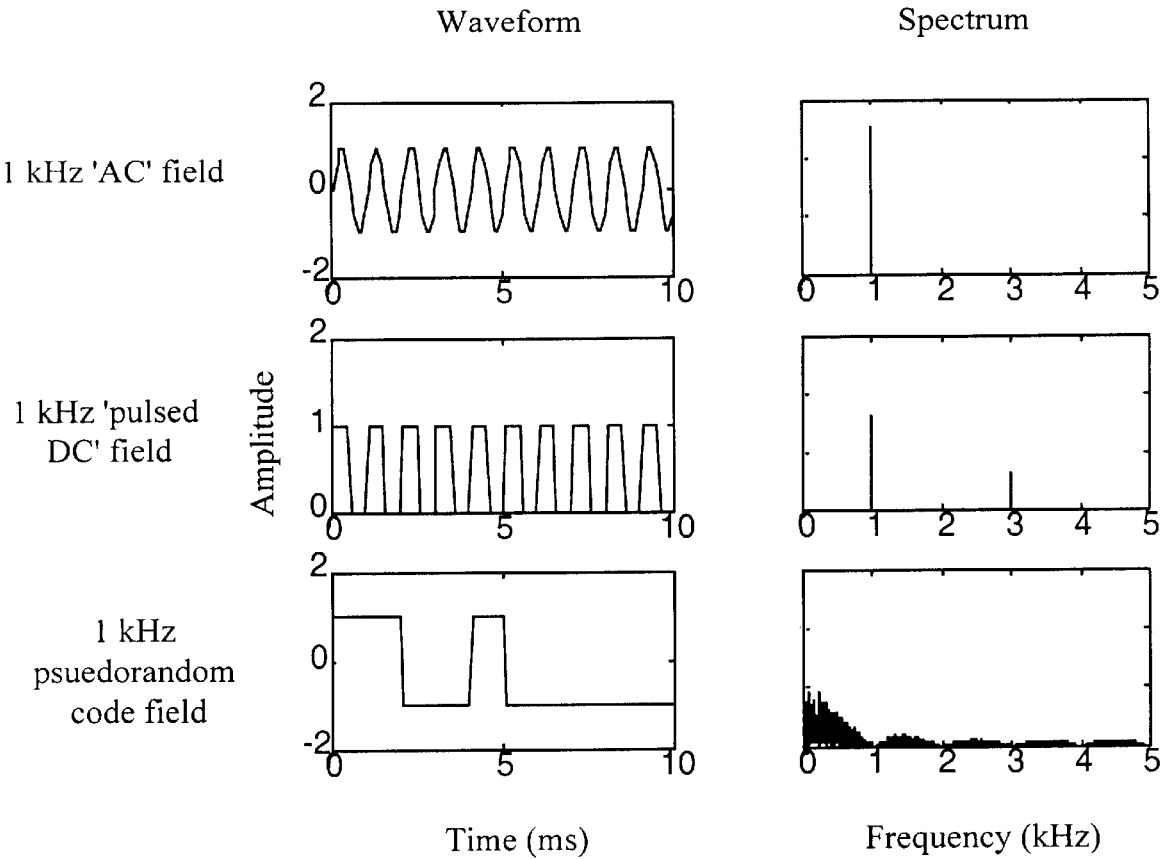 Waveform Spectrum
1 kHz 'AC' field
2
0
-2
0 5 10
0 1 2 3 4 5
1 kHz 'pulsed
DC' field
Amplitude
2
1
0
0 5 10
0 1 2 3 4 5
1 kHz
psuedorandom
code field
2
0
-2
0 5 10
0 1 2 3 4 5
Time (ms) Frequency (kHz)